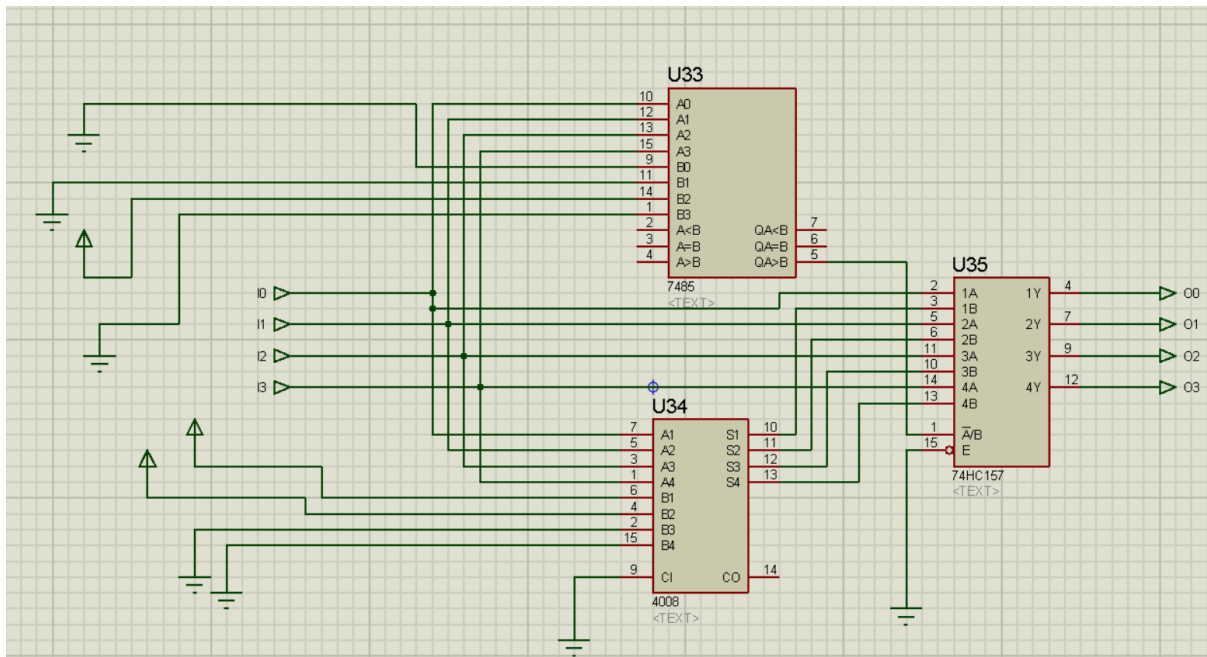 U33
10 A0
12 A1
13 A2
15 A3
9 B0
11 B1
14 B2
1 B3
2 A<B QA<B 7
3 A=B QA=B 6
4 A>B QA>B 5
7485
<TEXT>
I0
I1
I2
I3
U35
2 1A 1Y 4 O0
3 1B
5 2A 2Y 7 O1
6 2B
11 3A 3Y 9 O2
10 3B
14 4A 4Y 12 O3
13 4B
1 A/B
15 E
74HC157
<TEXT>
U34
7 A1 S1 10
5 A2 S2 11
3 A3 S3 12
1 A4 S4 13
6 B1
4 B2
2 B3
15 B4
9 CI CO 14
4008
<TEXT>